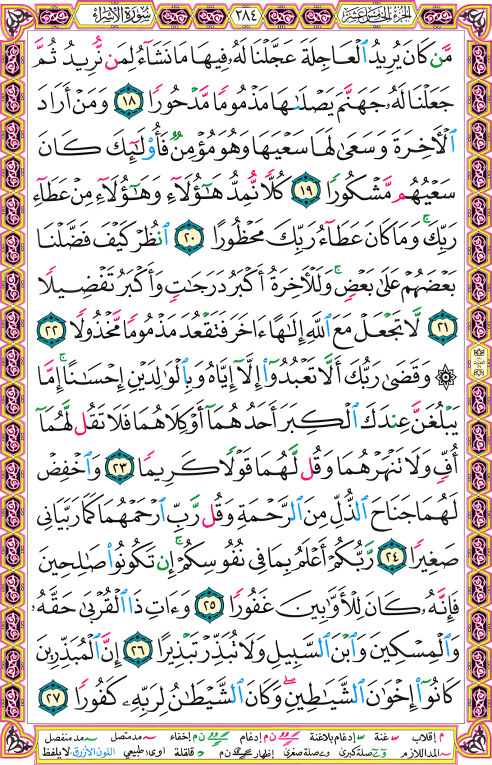 الجزء الخامس عشر ٢٨٤ سورة الإسراء
مَّن كَانَ يُرِيدُ ٱلْعَاجِلَةَ عَجَّلْنَا لَهُۥ فِيهَا مَا نَشَآءُ لِمَن نُّرِيدُ ثُمَّ
جَعَلْنَا لَهُۥ جَهَنَّمَ يَصْلَىٰهَا مَذْمُومًا مَّدْحُورًا ١٨ وَمَنْ أَرَادَ
ٱلْـَٔاخِرَةَ وَسَعَىٰ لَهَا سَعْيَهَا وَهُوَ مُؤْمِنٌ فَأُو۟لَـٰٓئِكَ كَانَ
سَعْيُهُم مَّشْكُورًا ١٩ كُلًّا نُّمِدُّ هَـٰٓؤُلَآءِ وَهَـٰٓؤُلَآءِ مِنْ عَطَآءِ
رَبِّكَ ۚ وَمَا كَانَ عَطَآءُ رَبِّكَ مَحْظُورًا ٢٠ ٱنظُرْ كَيْفَ فَضَّلْنَا
بَعْضَهُمْ عَلَىٰ بَعْضٍ ۚ وَلَلْـَٔاخِرَةُ أَكْبَرُ دَرَجَـٰتٍ وَأَكْبَرُ تَفْضِيلًا
٢١ لَّا تَجْعَلْ مَعَ ٱللَّهِ إِلَـٰهًا ءَاخَرَ فَتَقْعُدَ مَذْمُومًا مَّخْذُولًا ٢٢
۞ وَقَضَىٰ رَبُّكَ أَلَّا تَعْبُدُوٓا۟ إِلَّآ إِيَّاهُ وَبِٱلْوَٰلِدَيْنِ إِحْسَـٰنًا ۚ إِمَّا
يَبْلُغَنَّ عِندَكَ ٱلْكِبَرَ أَحَدُهُمَآ أَوْ كِلَاهُمَا فَلَا تَقُل لَّهُمَآ
أُفٍّ وَلَا تَنْهَرْهُمَا وَقُل لَّهُمَا قَوْلًا كَرِيمًا ٢٣ وَٱخْفِضْ
لَهُمَا جَنَاحَ ٱلذُّلِّ مِنَ ٱلرَّحْمَةِ وَقُل رَّبِّ ٱرْحَمْهُمَا كَمَا رَبَّيَانِى
صَغِيرًا ٢٤ رَّبُّكُمْ أَعْلَمُ بِمَا فِى نُفُوسِكُمْ ۚ إِن تَكُونُوا۟ صَـٰلِحِينَ
فَإِنَّهُۥ كَانَ لِلْأَوَّٰبِينَ غَفُورًا ٢٥ وَءَاتِ ذَا ٱلْقُرْبَىٰ حَقَّهُۥ
وَٱلْمِسْكِينَ وَٱبْنَ ٱلسَّبِيلِ وَلَا تُبَذِّرْ تَبْذِيرًا ٢٦ إِنَّ ٱلْمُبَذِّرِينَ
كَانُوٓا۟ إِخْوَٰنَ ٱلشَّيَـٰطِينِ ۖ وَكَانَ ٱلشَّيْطَـٰنُ لِرَبِّهِۦ كَفُورًا ٢٧
م إقلاب غنة إدغام بلاغنة ن م إدغام ن م إخفاء مد متصل مد منفصل
المد اللازم وے صلة كبرى وے صلة صغرى إظهار ن م قلقلة اوى: طبيعي اللون الأزرق: لا يلفظ